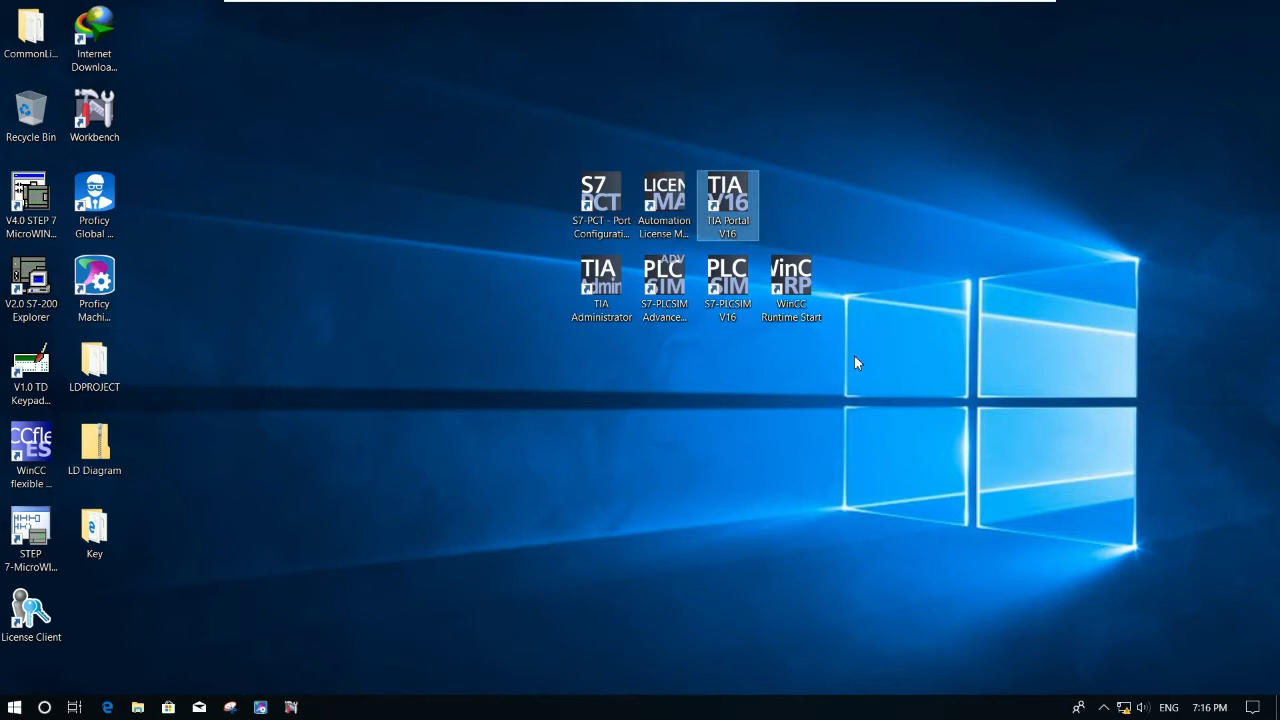 CommonLi...
Internet
Downloa...
Recycle Bin
Workbench
V4.0 STEP 7
MicroWIN...
Proficy
Global ...
V2.0 S7-200
Explorer
Proficy
Machi...
V1.0 TD
Keypad...
LDPROJECT
CCfle
ES
WinCC
flexible ...
LD Diagram
STEP
7-MicroWI...
Key
License Client
S7
PCT
S7-PCT - Port
Configurati...
LICEN
MA
Automation
License M...
TIA
V16
TIA Portal
V16
TIA
Admin
TIA
Administrator
ADV
PLC
SIM
S7-PLCSIM
Advance...
PLC
SIM
S7-PLCSIM
V16
WinC
RP
WinCC
Runtime Start
ENG
7:16 PM